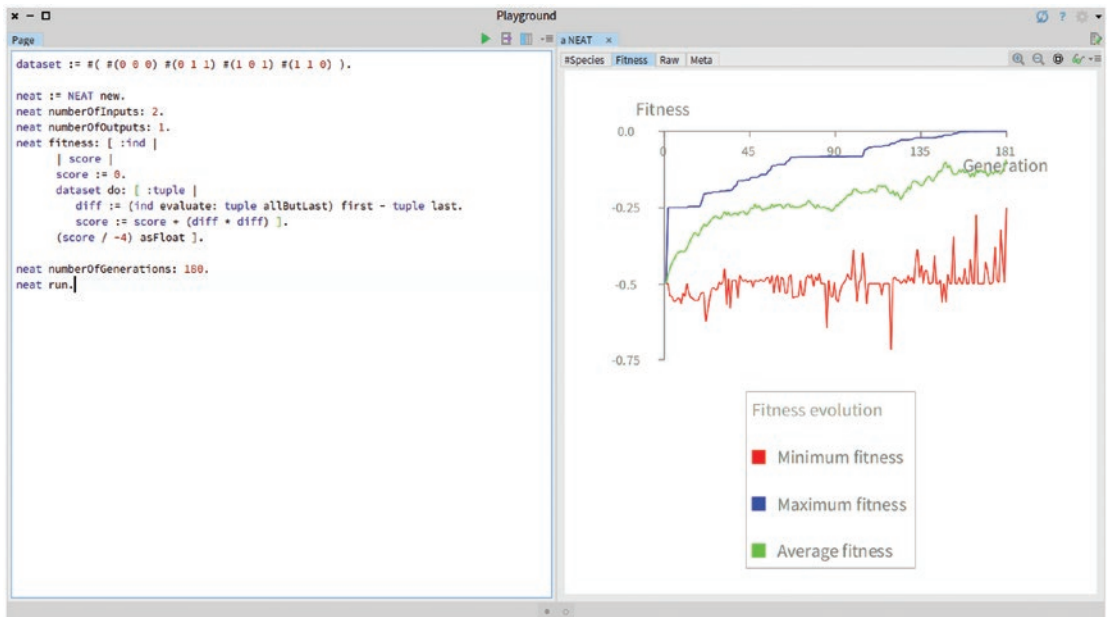 Playground
?
Page
a NEAT ×
dataset := #( #(0 0 0) #(0 1 1) #(1 0 1) #(1 1 0) ).
neat := NEAT new.
neat numberOfInputs: 2.
neat numberOfOutputs: 1.
neat fitness: [ :ind |
| score |
score := 0.
dataset do: [ :tuple |
diff := (ind evaluate: tuple allButLast) first - tuple last.
score := score + (diff * diff) ].
(score / -4) asFloat ].
neat numberOfGenerations: 180.
neat run.
#Species Fitness Raw Meta
Fitness
0.0
0 45 90 135 181
Generation
-0.25
-0.5
-0.75
Fitness evolution
Minimum fitness
Maximum fitness
Average fitness